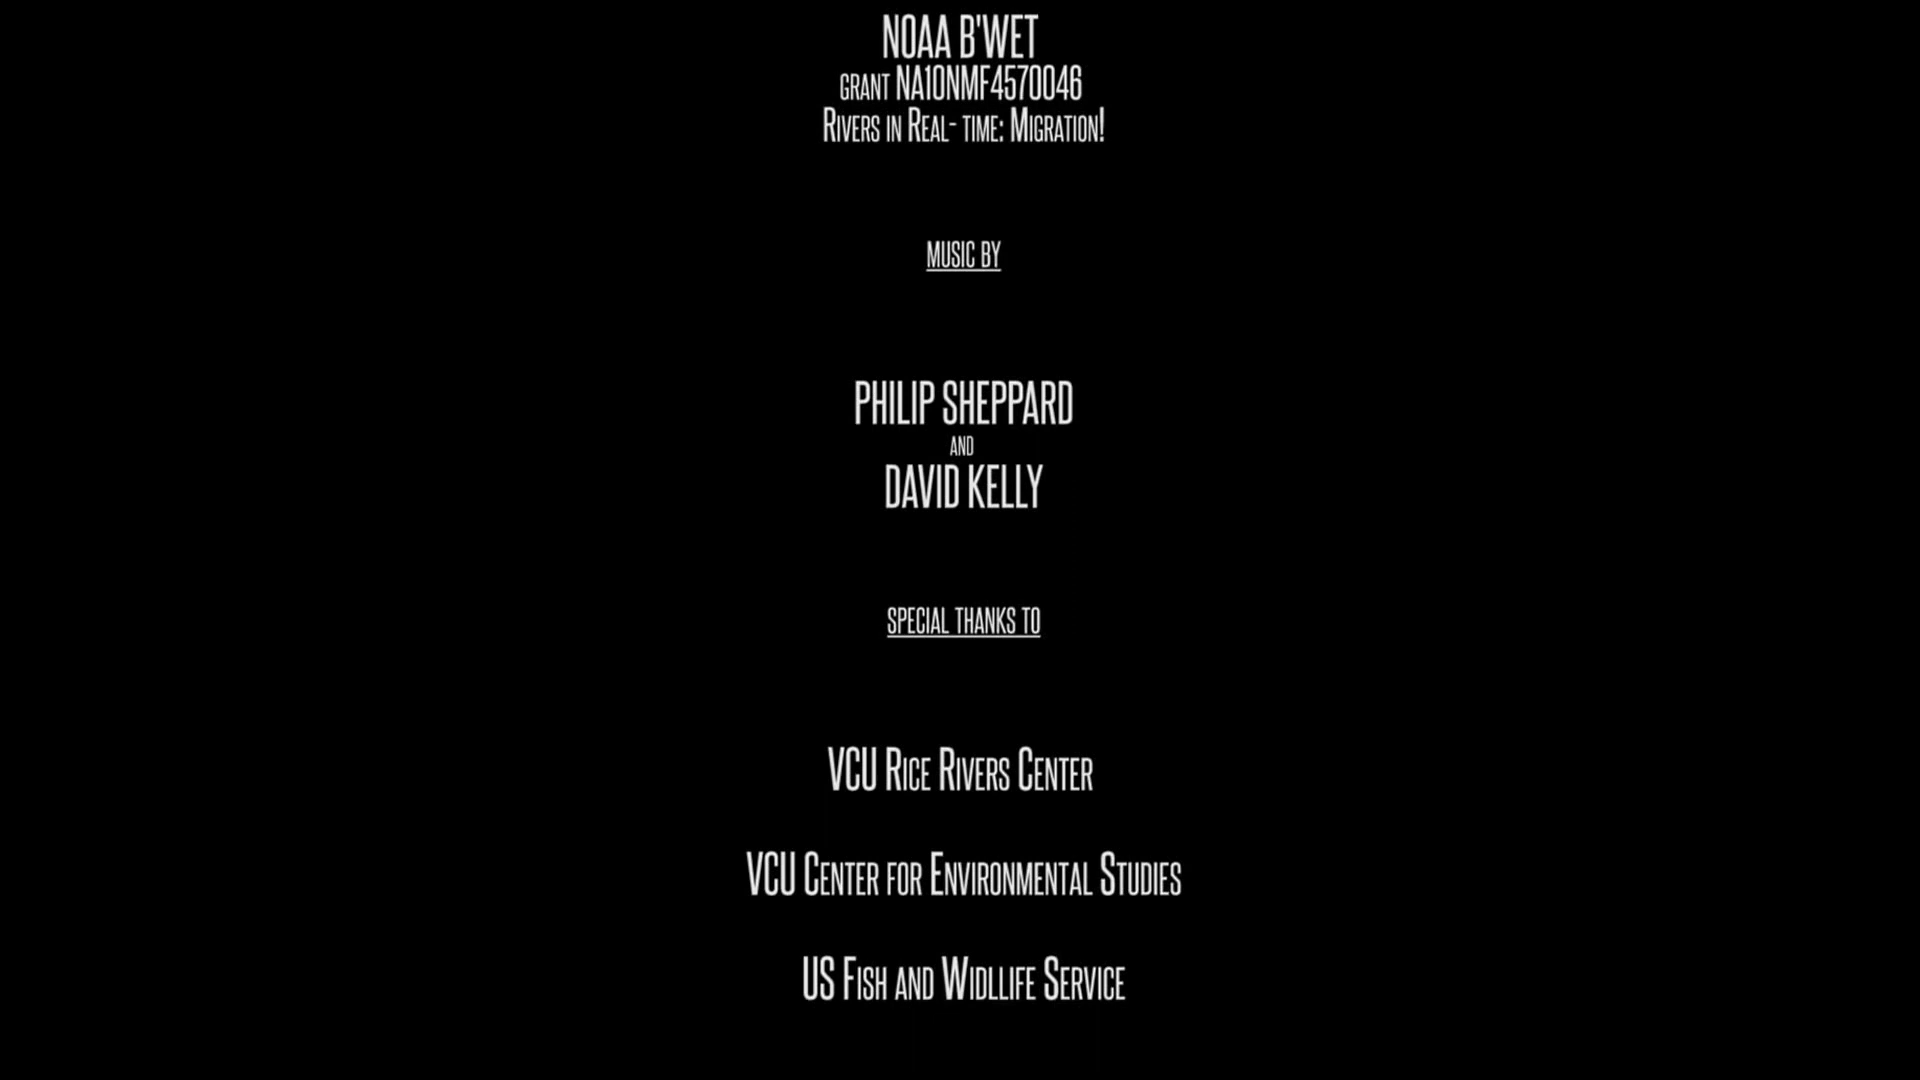 NOAA B'WET
GRANT NA10NMF4570046
RIVERS IN REAL- TIME: MIGRATION!
MUSIC BY
PHILIP SHEPPARD
AND
DAVID KELLY
SPECIAL THANKS TO
VCU RICE RIVERS CENTER
VCU CENTER FOR ENVIRONMENTAL STUDIES
US FISH AND WIDLLIFE SERVICE